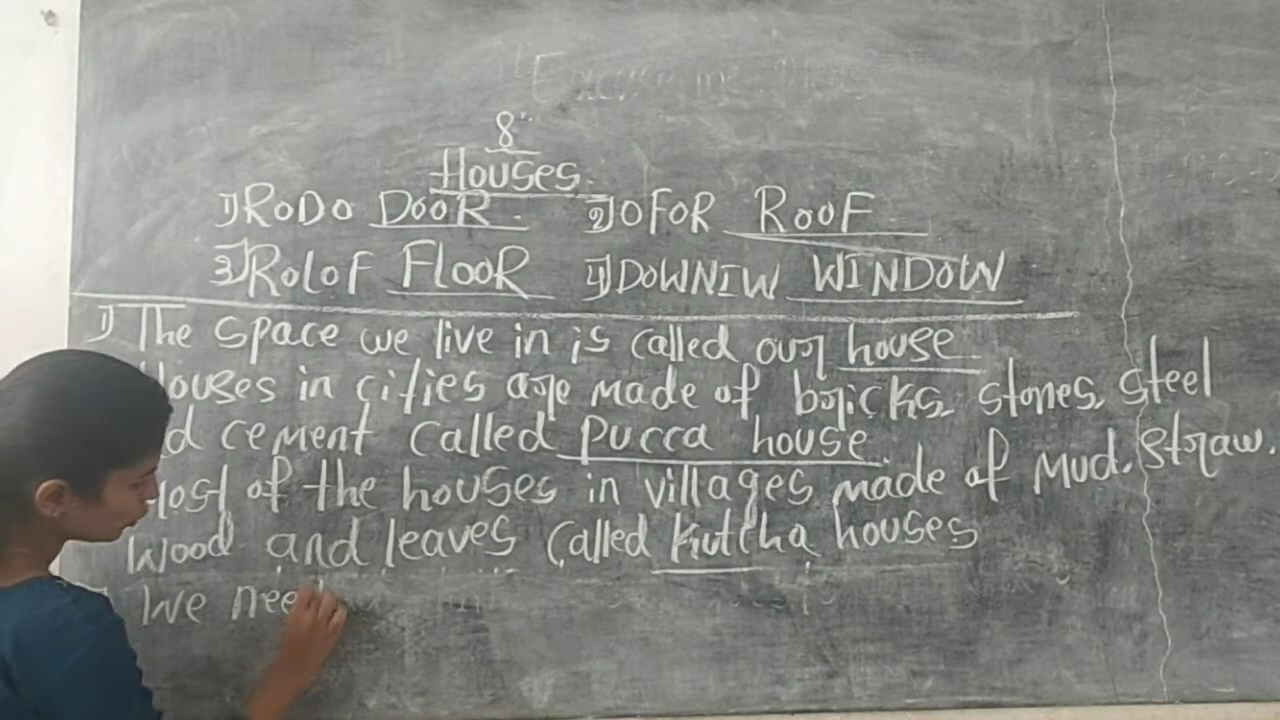 8
Houses
1) RODO DOOR. 2) OFOR ROOF
3) ROLOF FLOOR 4) DOWNIW WINDOW
1) The space we live in is called our house.
Houses in cities are made of bricks, stones, steel
d cement called pucca house.
Most of the houses in villages made of Mud, straw,
Wood and leaves called kutcha houses
We nee